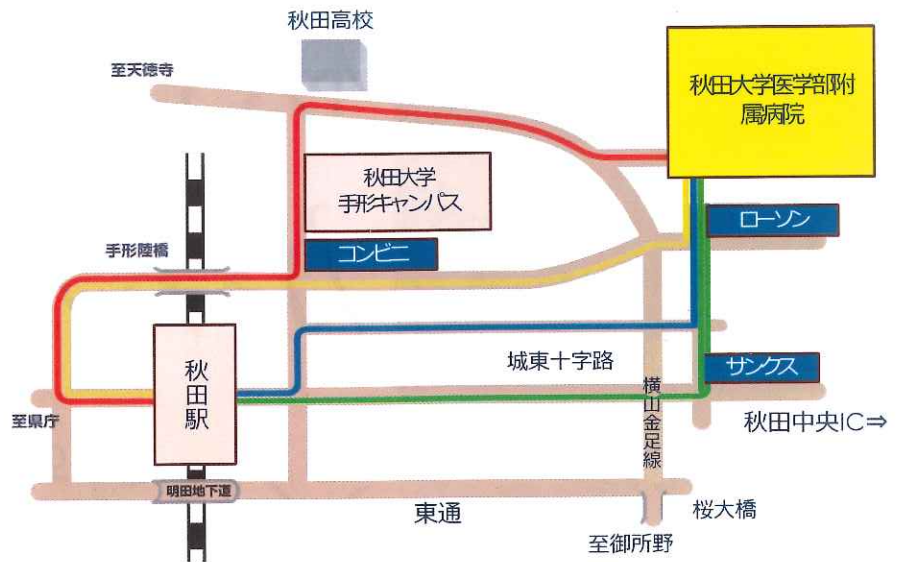 秋田高校
至天徳寺
秋田大学医学部附
属病院
秋田大学
手形キャンパス
ローソン
手形陸橋
コンビニ
城東十字路
サンクス
秋田駅
横山金足線
至県庁
秋田中央IC⇒
明田地下道
東通
桜大橋
至御所野